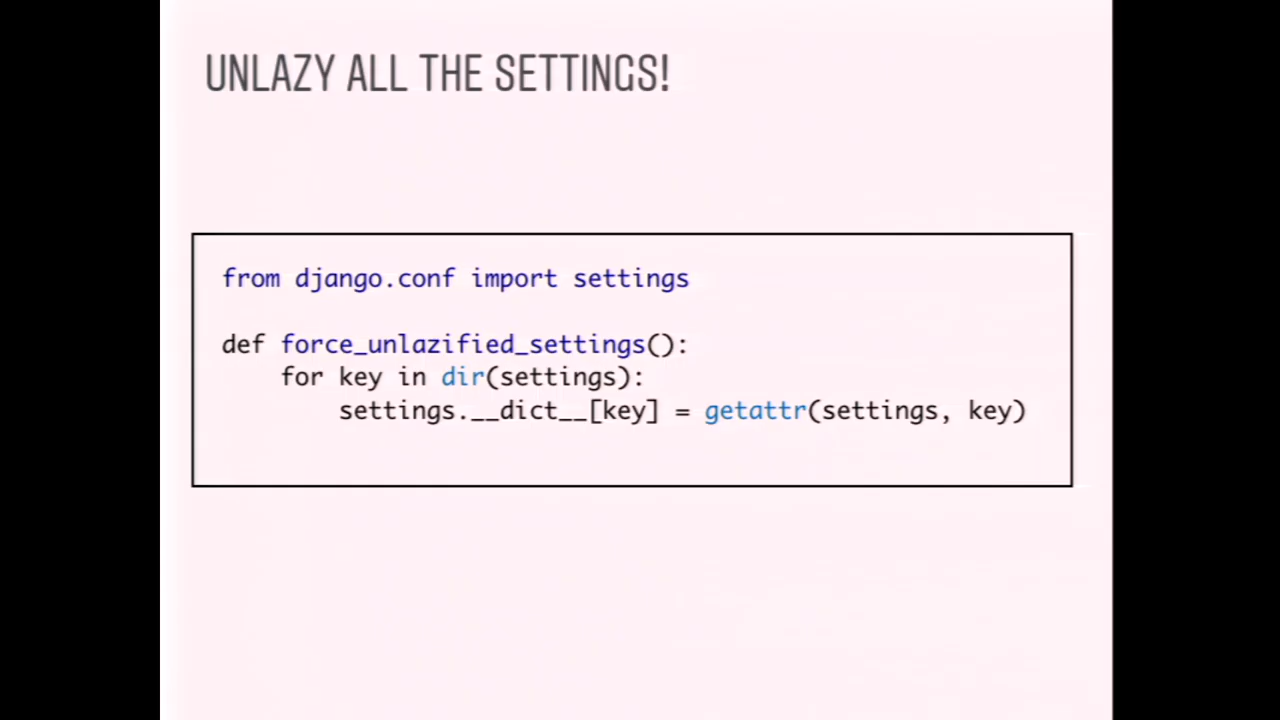 UNLAZY ALL THE SETTINGS!
from django.conf import settings
def force_unlazified_settings():
    for key in dir(settings):
        settings.__dict__[key] = getattr(settings, key)